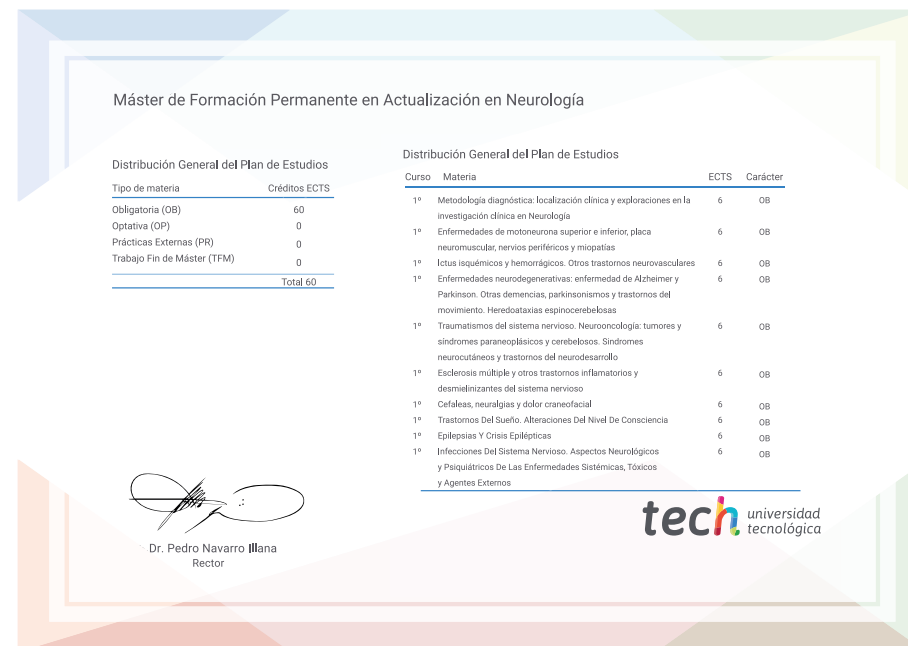 Máster de Formación Permanente en Actualización en Neurología
Distribución General del Plan de Estudios
Tipo de materia Créditos ECTS
Obligatoria (OB) 60
Optativa (OP) 0
Prácticas Externas (PR) 0
Trabajo Fin de Máster (TFM) 0
Total 60
Distribución General del Plan de Estudios
Curso Materia ECTS Carácter
1º Metodología diagnóstica: localización clínica y exploraciones en la 6 OB
investigación clínica en Neurología
1º Enfermedades de motoneurona superior e inferior, placa 6 OB
neuromuscular, nervios periféricos y miopatías
1º Ictus isquémicos y hemorrágicos. Otros trastornos neurovasculares 6 OB
1º Enfermedades neurodegenerativas: enfermedad de Alzheimer y 6 OB
Parkinson. Otras demencias, parkinsonismos y trastornos del
movimiento. Heredoataxias espinocerebelosas
1º Traumatismos del sistema nervioso. Neurooncología: tumores y 6 OB
síndromes paraneoplásicos y cerebelosos. Sindromes
neurocutáneos y trastornos del neurodesarrollo
1º Esclerosis múltiple y otros trastornos inflamatorios y 6 OB
desmielinizantes del sistema nervioso
1º Cefaleas, neuralgias y dolor craneofacial 6 OB
1º Trastornos Del Sueño. Alteraciones Del Nivel De Consciencia 6 OB
1º Epilepsias Y Crisis Epilépticas 6 OB
1º Infecciones Del Sistema Nervioso. Aspectos Neurológicos 6 OB
y Psiquiátricos De Las Enfermedades Sistémicas, Tóxicos
y Agentes Externos
Dr. Pedro Navarro Illana
Rector
tech universidad
tecnológica